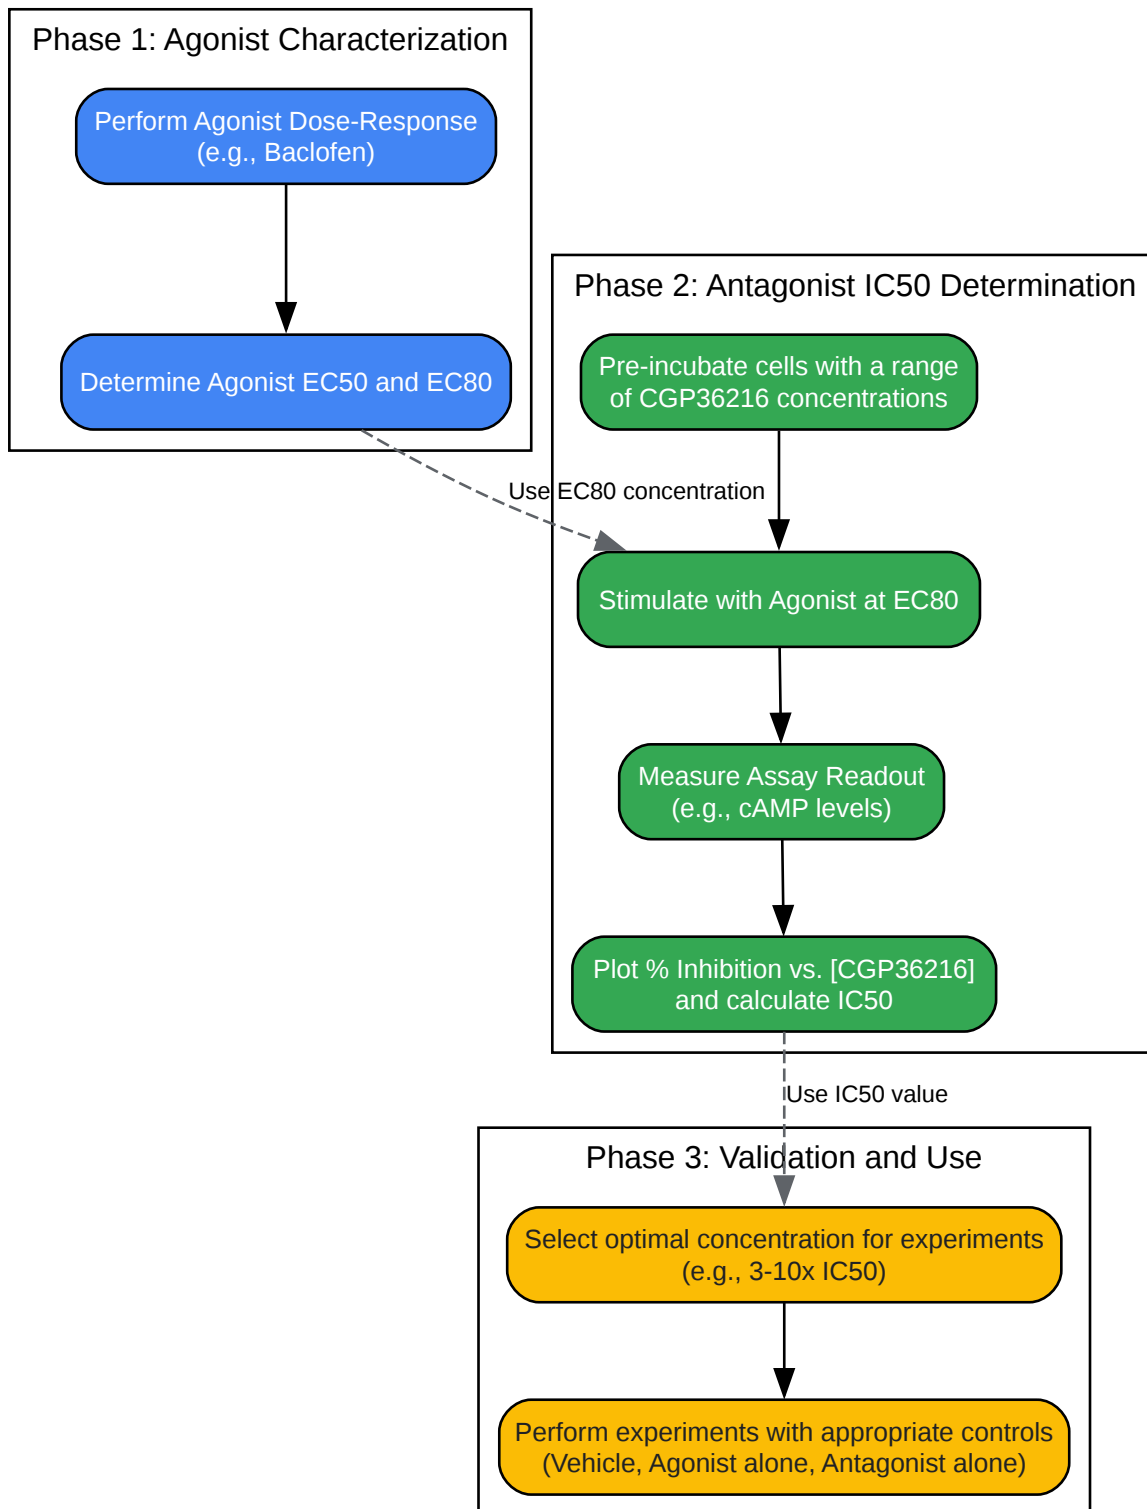 Phase 1: Agonist Characterization
Perform Agonist Dose-Response
(e.g., Baclofen)
Determine Agonist EC50 and EC80
Phase 2: Antagonist IC50 Determination
Pre-incubate cells with a range
of CGP36216 concentrations
Use EC80 concentration
Stimulate with Agonist at EC80
Measure Assay Readout
(e.g., cAMP levels)
Plot % Inhibition vs. [CGP36216]
and calculate IC50
Use IC50 value
Phase 3: Validation and Use
Select optimal concentration for experiments
(e.g., 3-10x IC50)
Perform experiments with appropriate controls
(Vehicle, Agonist alone, Antagonist alone)